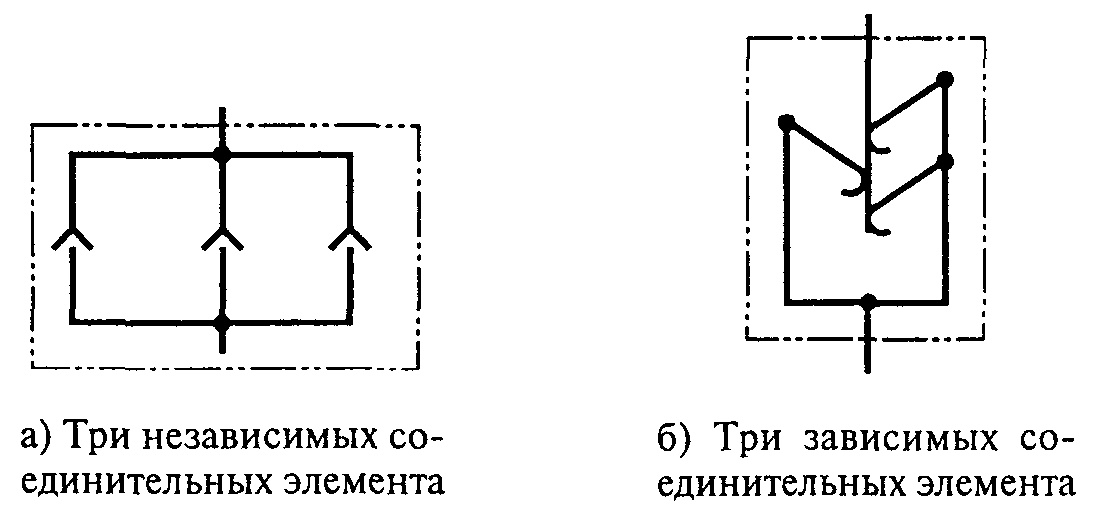 а) Три независимых со-
единительных элемента
б) Три зависимых со-
единительных элемента